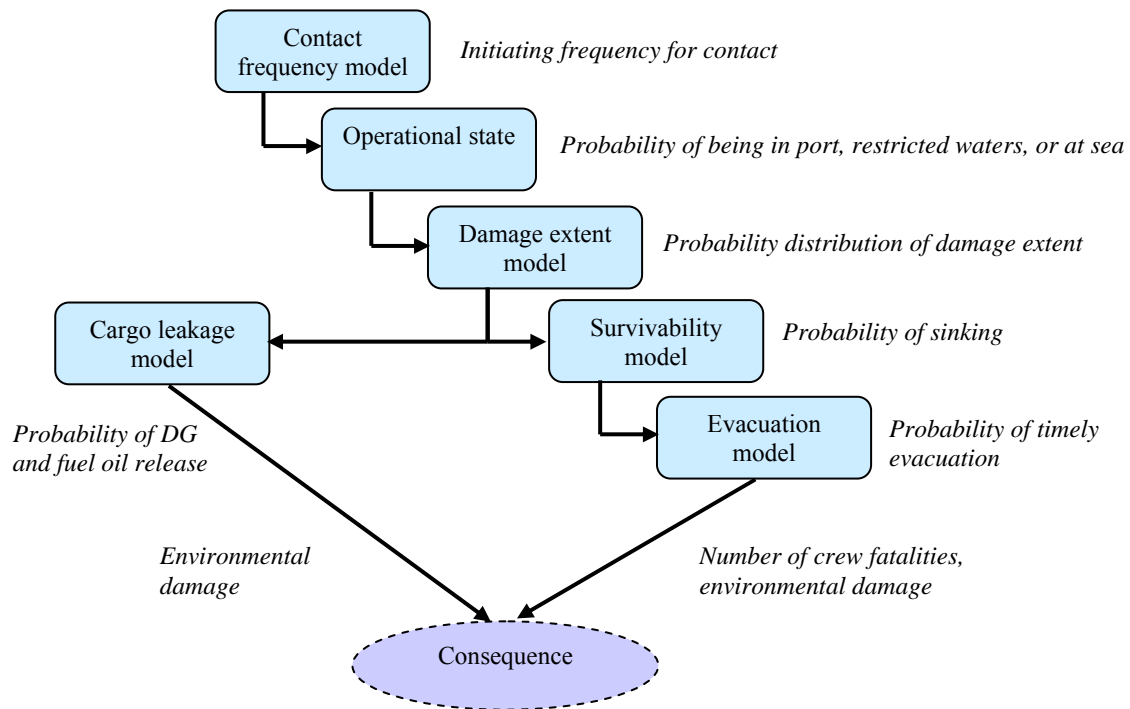 Contact
frequency model
Initiating frequency for contact
Operational state
Probability of being in port, restricted waters, or at sea
Damage extent
model
Probability distribution of damage extent
Cargo leakage
model
Survivability
model
Probability of sinking
Probability of DG
and fuel oil release
Evacuation
model
Probability of timely
evacuation
Environmental
damage
Number of crew fatalities,
environmental damage
Consequence